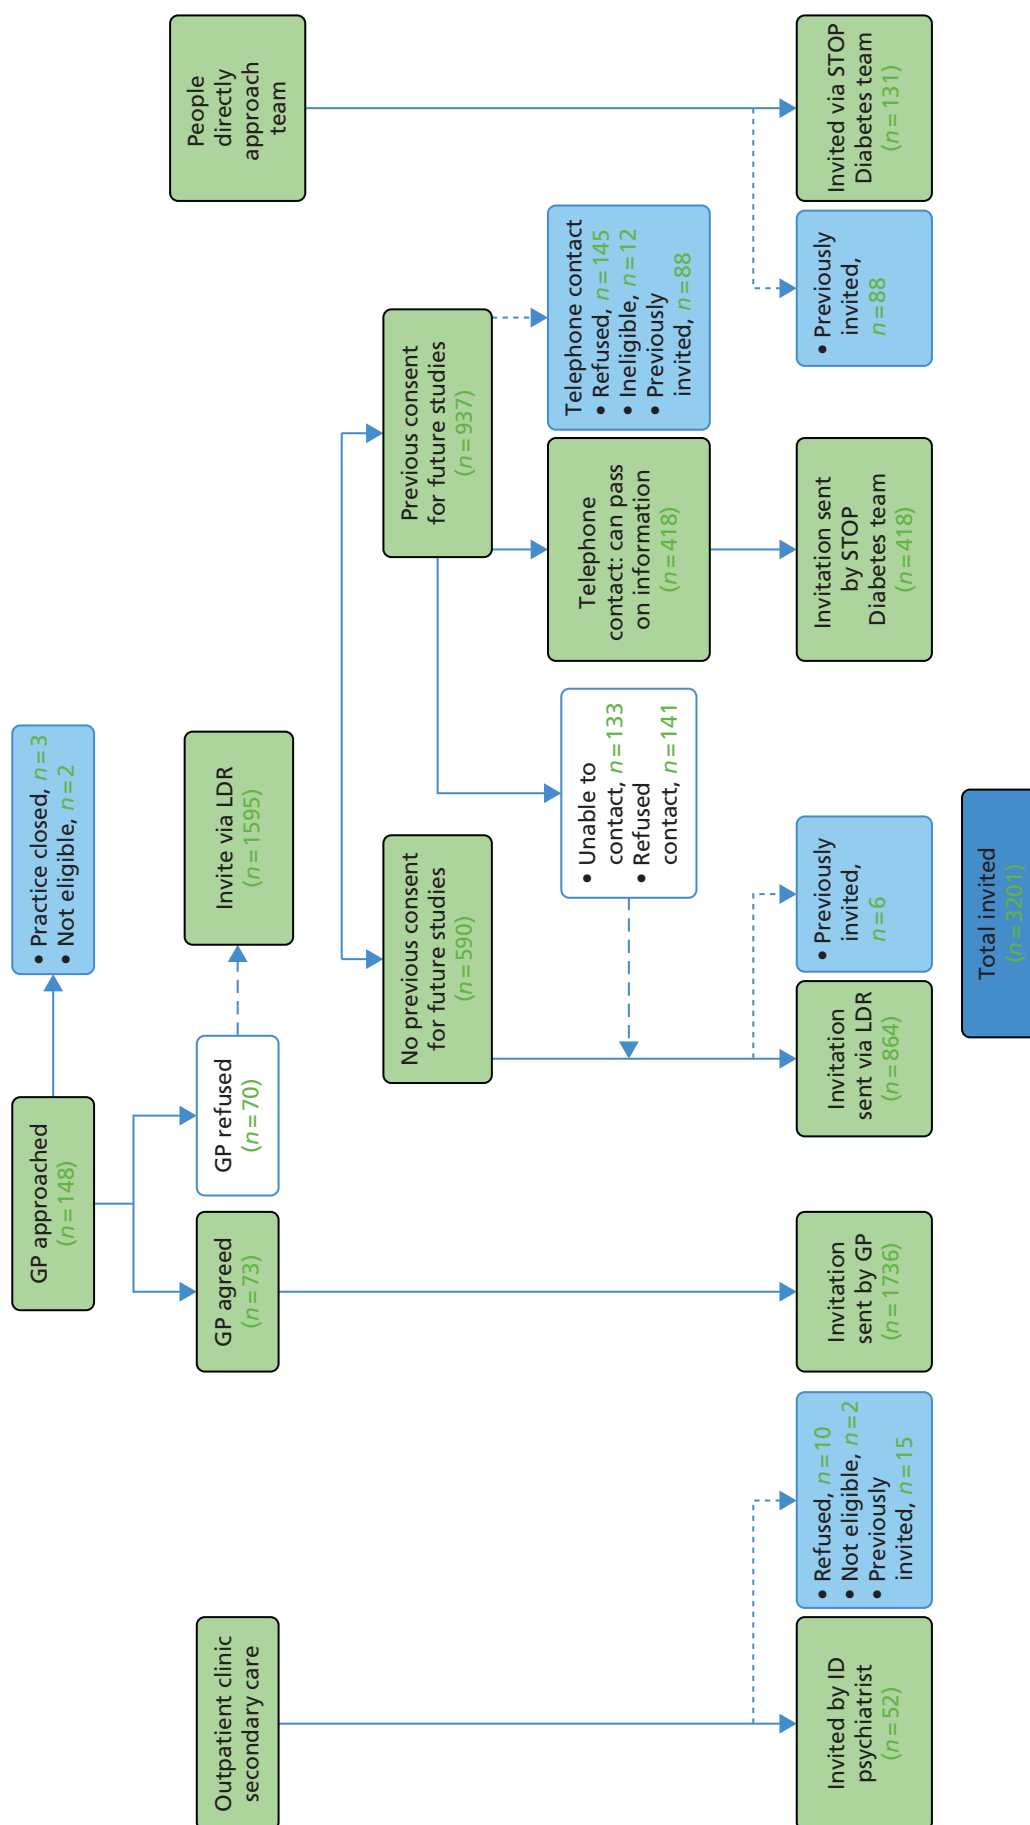 GP approached
(n=148)
• Practice closed, n=3
• Not eligible, n=2
People
directly
approach
team
Outpatient clinic
secondary care
GP agreed
(n=73)
GP refused
(n=70)
Invite via LDR
(n=1595)
No previous consent
for future studies
(n=590)
Previous consent
for future studies
(n=937)
• Unable to
contact, n=133
• Refused
contact, n=141
Telephone
contact: can pass
on information
(n=418)
Telephone contact
• Refused, n=145
• Ineligible, n=12
• Previously
invited, n=88
Invited by ID
psychiatrist
(n=52)
• Refused, n=10
• Not eligible, n=2
• Previously
invited, n=15
Invitation
sent by GP
(n=1736)
Invitation
sent via LDR
(n=864)
• Previously
invited,
n=6
Invitation sent
by STOP
Diabetes team
(n=418)
• Previously
invited,
n=88
Invited via STOP
Diabetes team
(n=131)
Total invited
(n=3201)